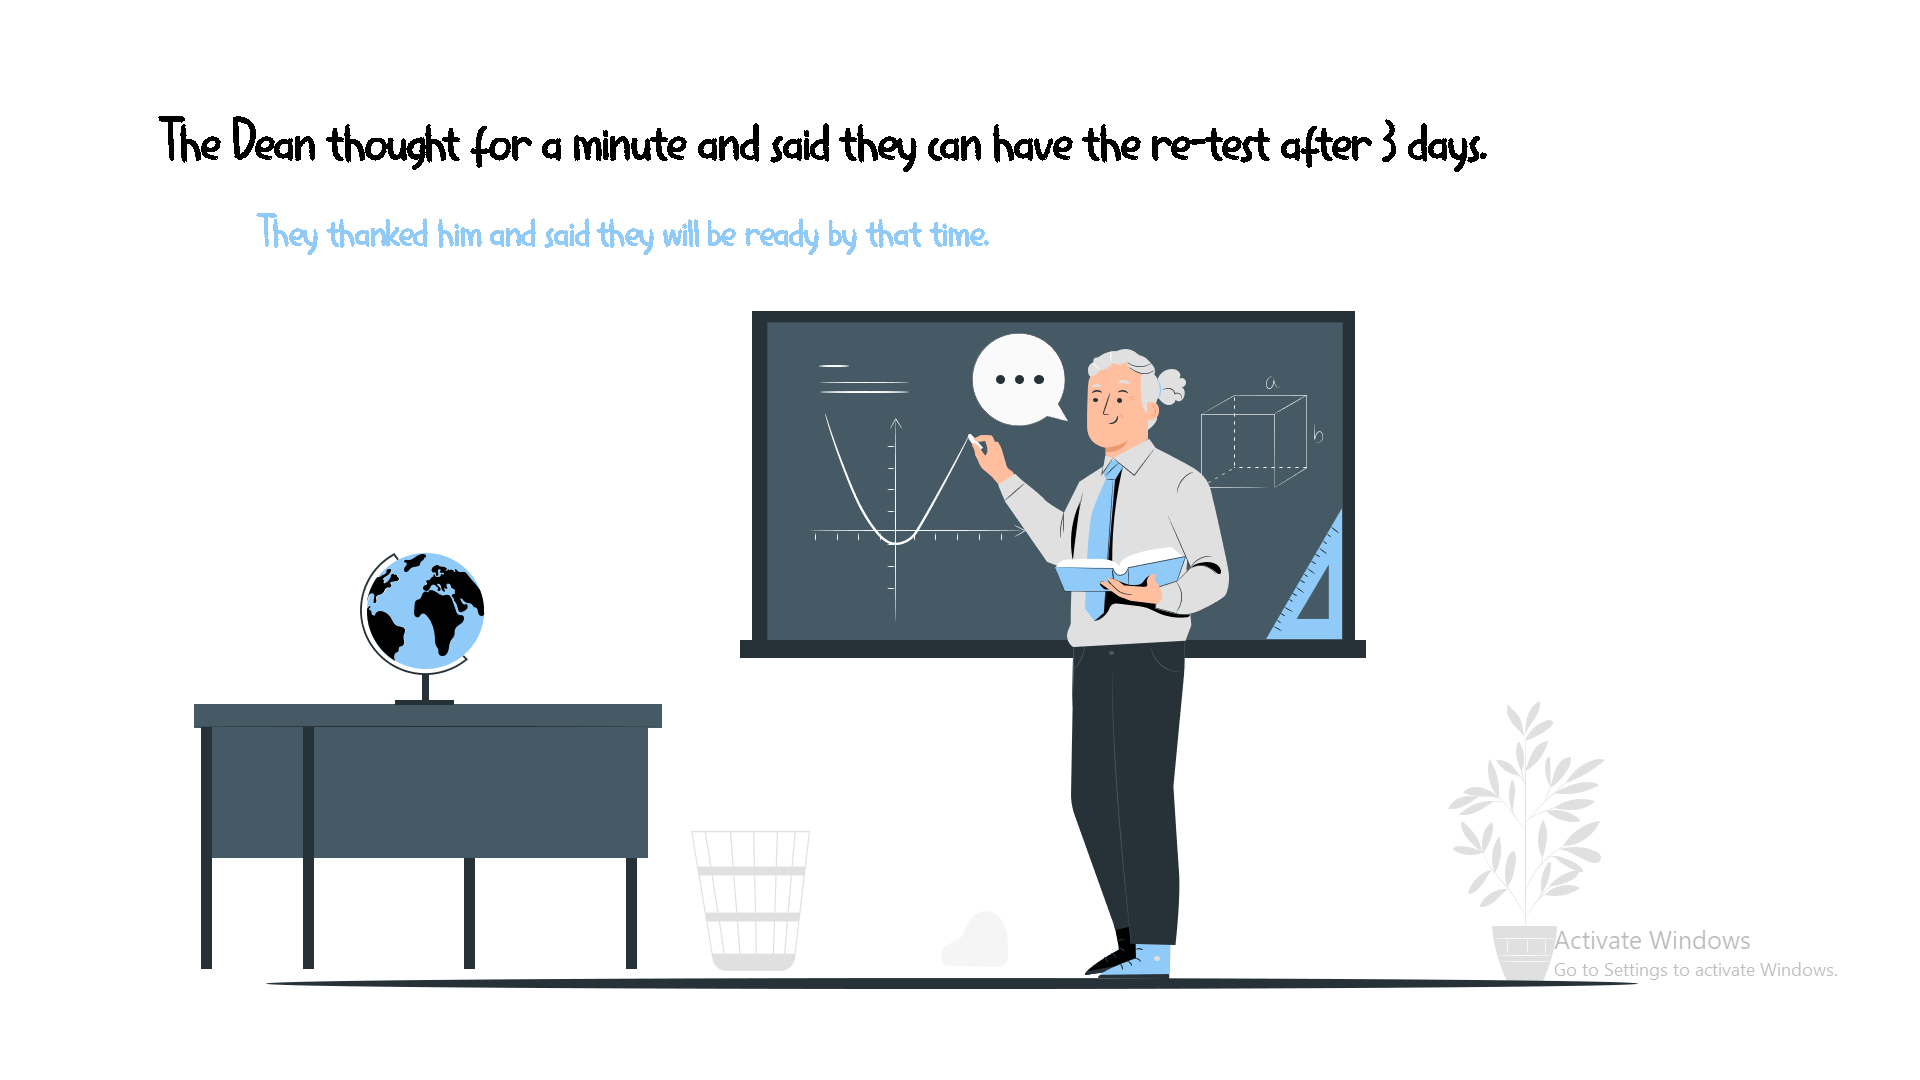 The Dean thought for a minute and said they can have the re-test after 3 days.
They thanked him and said they will be ready by that time.
a
b
Activate Windows
Go to Settings to activate Windows.